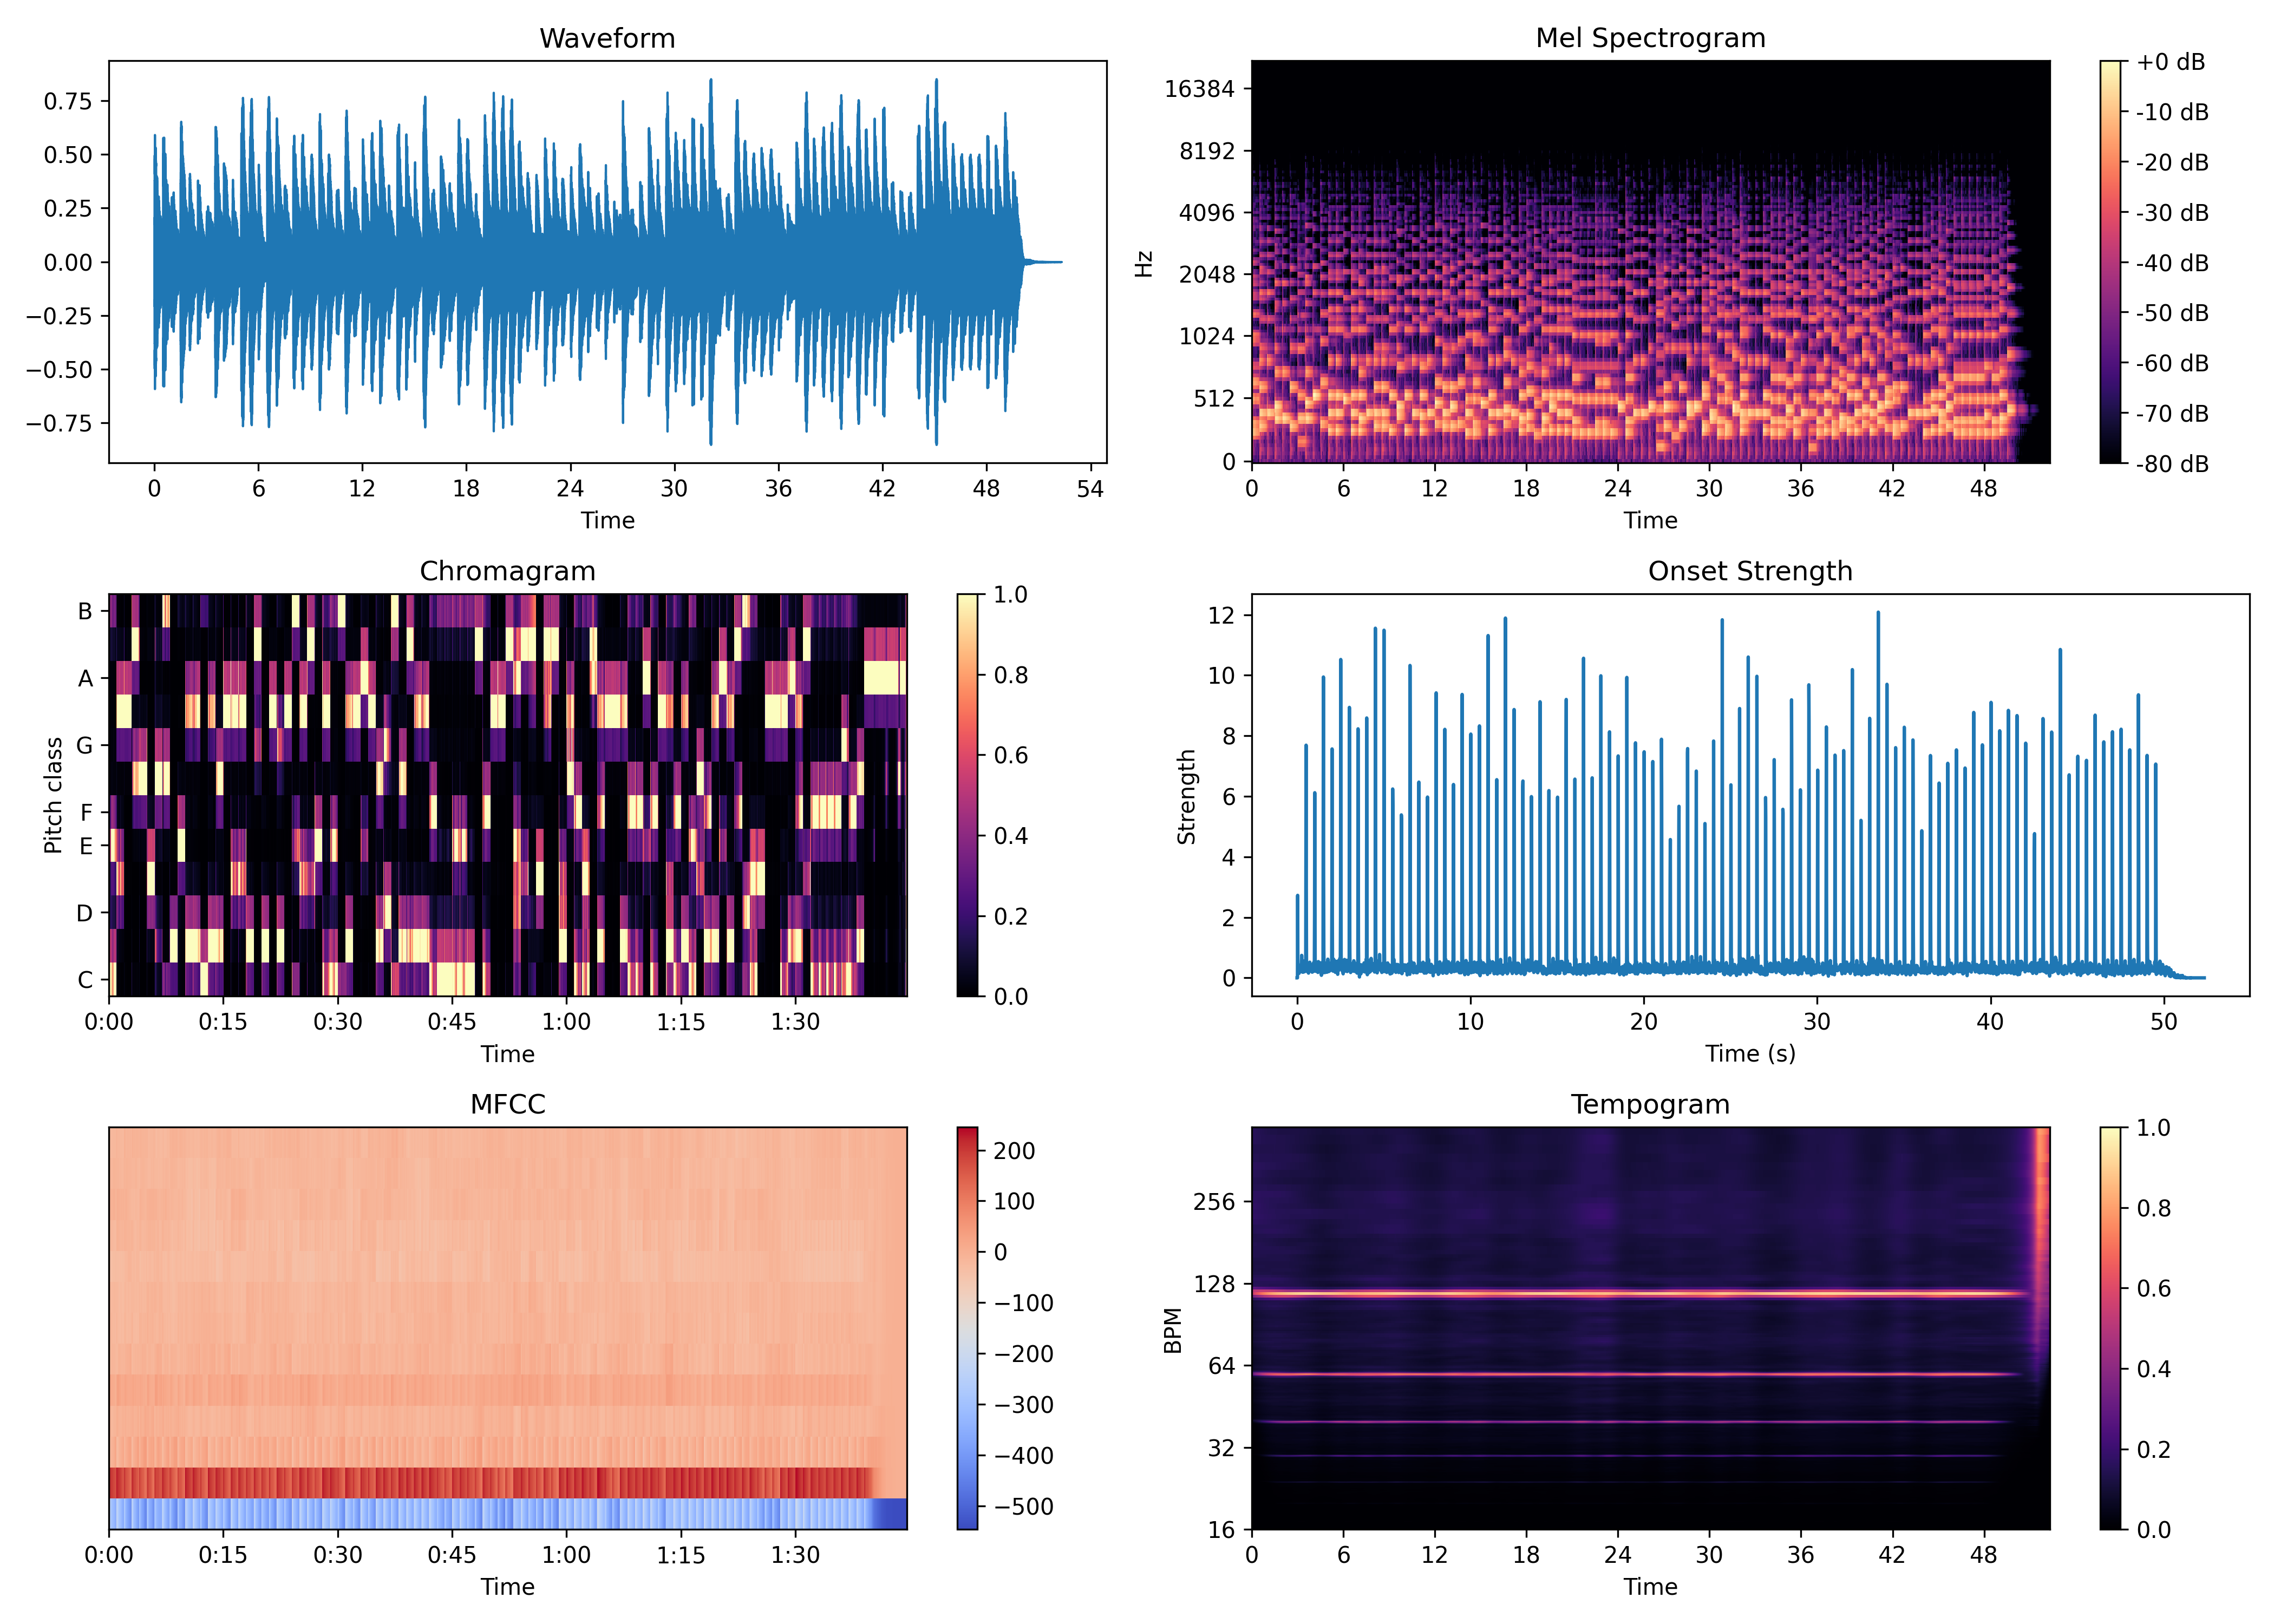 Waveform
0.75
0.50
0.25
0.00
−0.25
−0.50
−0.75
0 6 12 18 24 30 36 42 48 54
Time
Mel Spectrogram
Hz
16384
8192
4096
2048
1024
512
0
0 6 12 18 24 30 36 42 48
Time
+0 dB
-10 dB
-20 dB
-30 dB
-40 dB
-50 dB
-60 dB
-70 dB
-80 dB
Chromagram
Pitch class
B
A
G
F
E
D
C
0:00 0:15 0:30 0:45 1:00 1:15 1:30
Time
1.0
0.8
0.6
0.4
0.2
0.0
Onset Strength
Strength
12
10
8
6
4
2
0
0 10 20 30 40 50
Time (s)
MFCC
0:00 0:15 0:30 0:45 1:00 1:15 1:30
Time
200
100
0
−100
−200
−300
−400
−500
Tempogram
BPM
256
128
64
32
16
0 6 12 18 24 30 36 42 48
Time
1.0
0.8
0.6
0.4
0.2
0.0